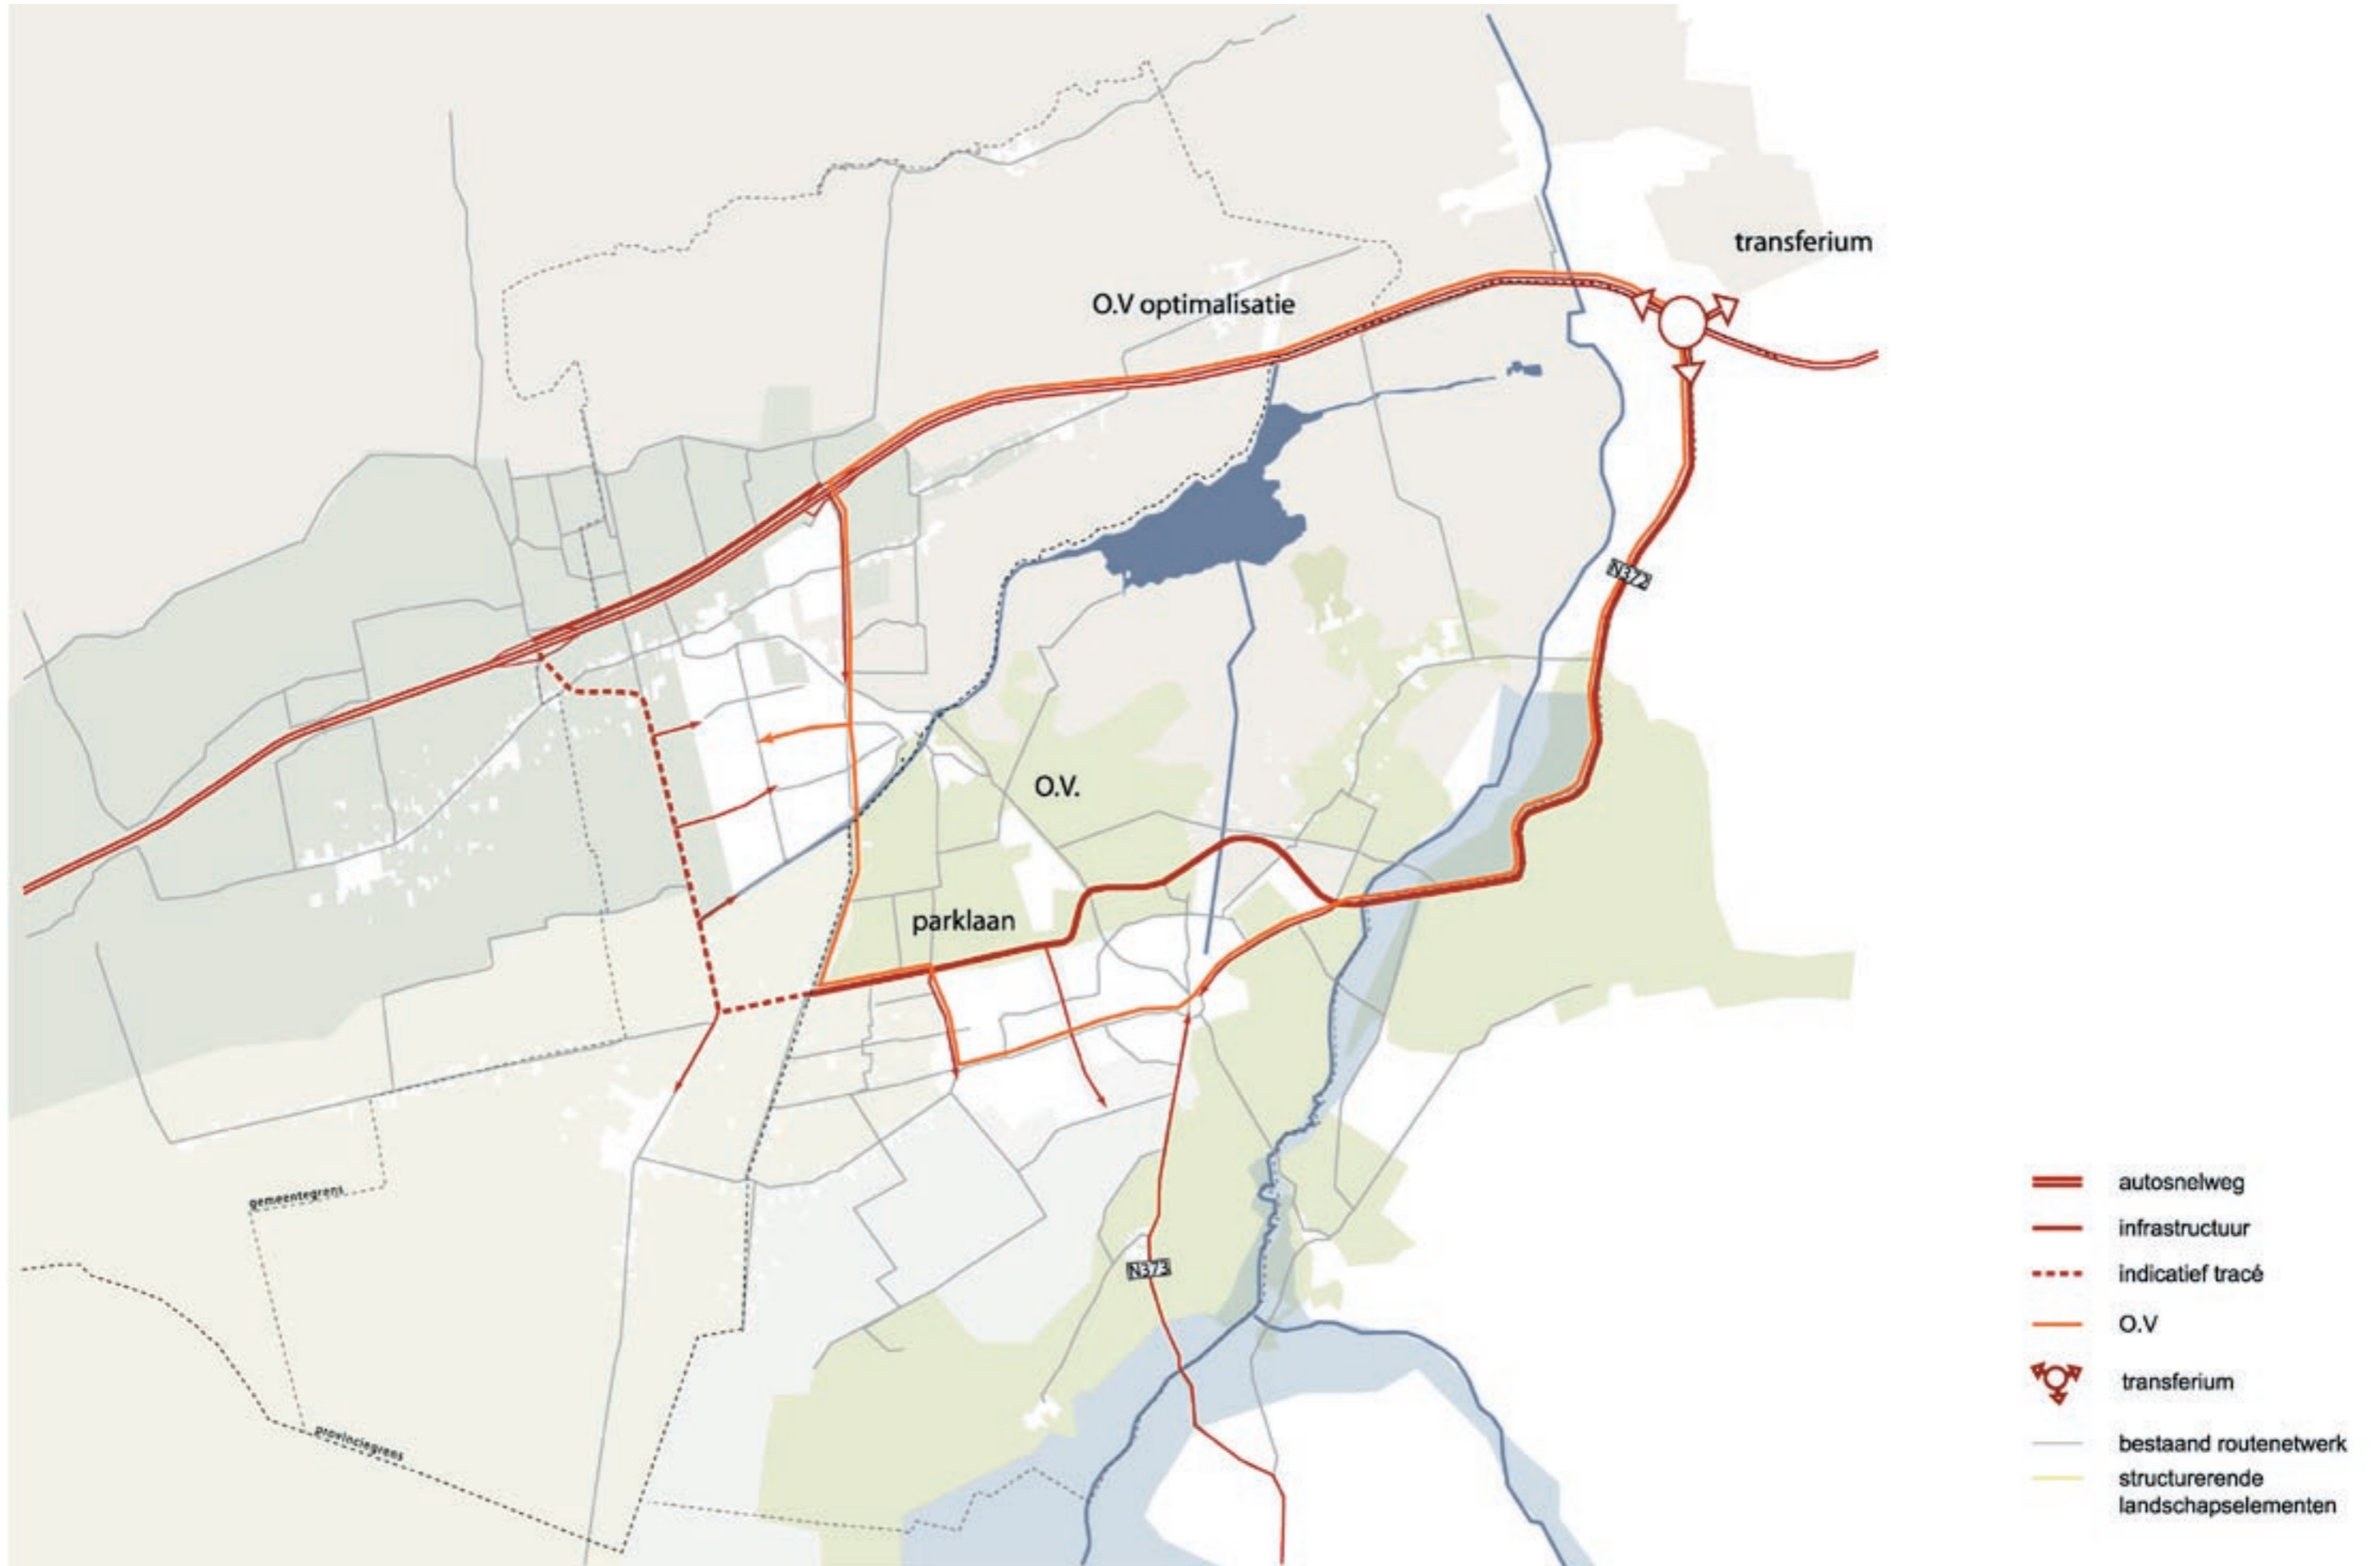 transferium
O.V optimalisatie
N372
O.V.
parklaan
gemeentegrens
N373
provinciegrens
autosnelweg
infrastructuur
indicatief tracé
O.V
transferium
bestaand routenetwerk
structurerende
landschapselementen